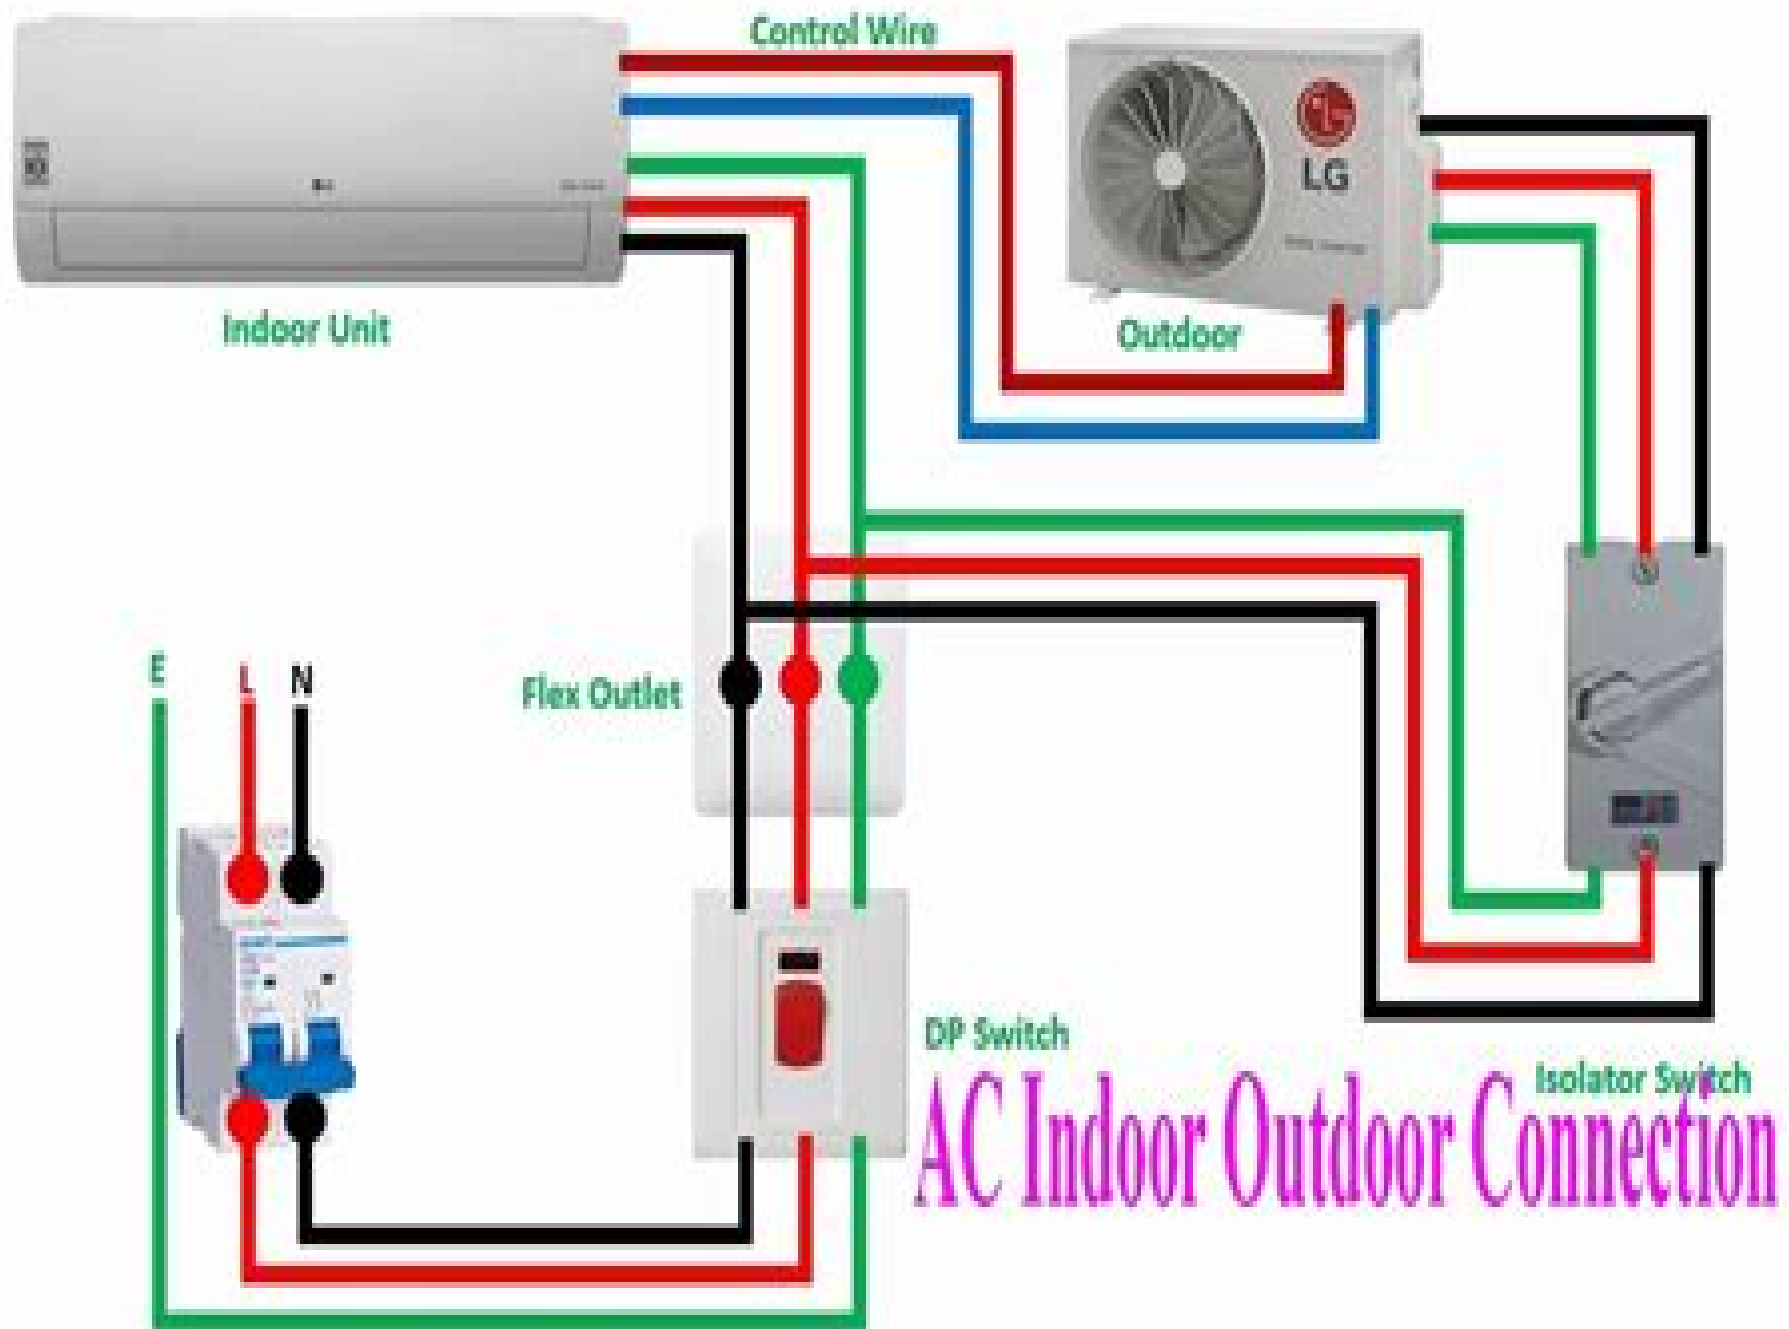 Control Wire
LG
Indoor Unit
Outdoor
E
L
N
Flex Outlet
DP Switch
Isolator Switch
AC Indoor Outdoor Connection